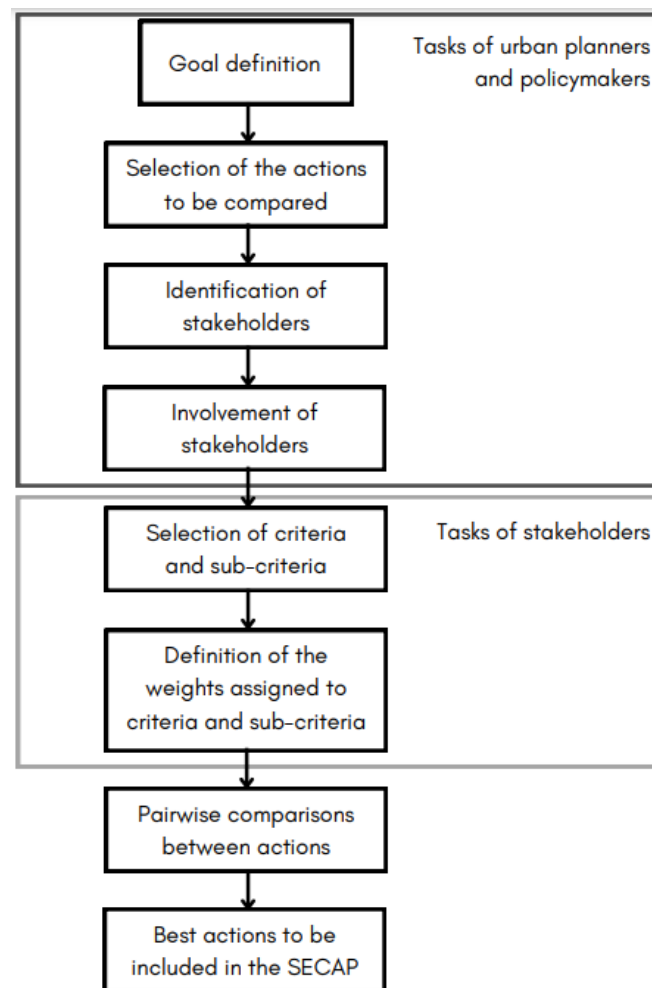 Goal definition
Tasks of urban planners
and policymakers
Selection of the actions
to be compared
Identification of
stakeholders
Involvement of
stakeholders
Selection of criteria
and sub-criteria
Tasks of stakeholders
Definition of the
weights assigned to
criteria and sub-criteria
Pairwise comparisons
between actions
Best actions to be
included in the SECAP